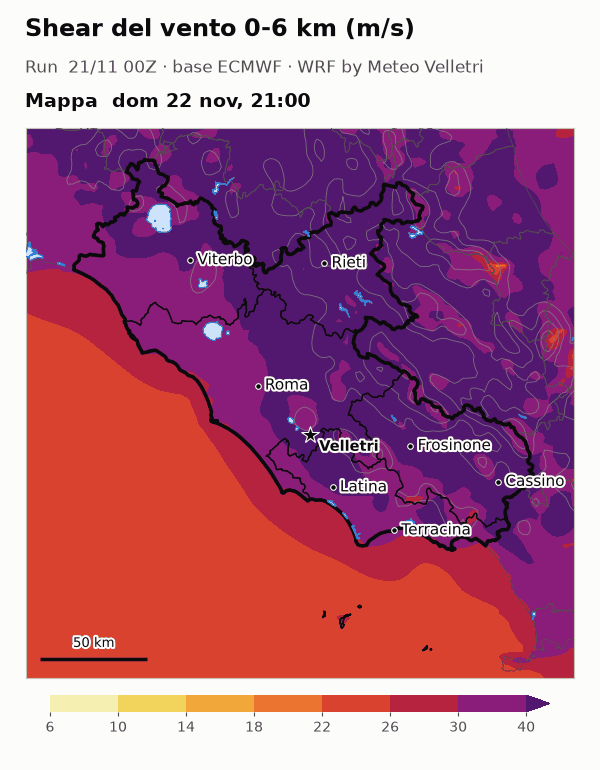 Shear del vento 0-6 km (m/s)
Run 21/11 00Z · base ECMWF · WRF by Meteo Velletri
Mappa dom 22 nov, 21:00
Viterbo
Rieti
Roma
Velletri
Frosinone
Cassino
Latina
Terracina
50 km
6 10 14 18 22 26 30 40